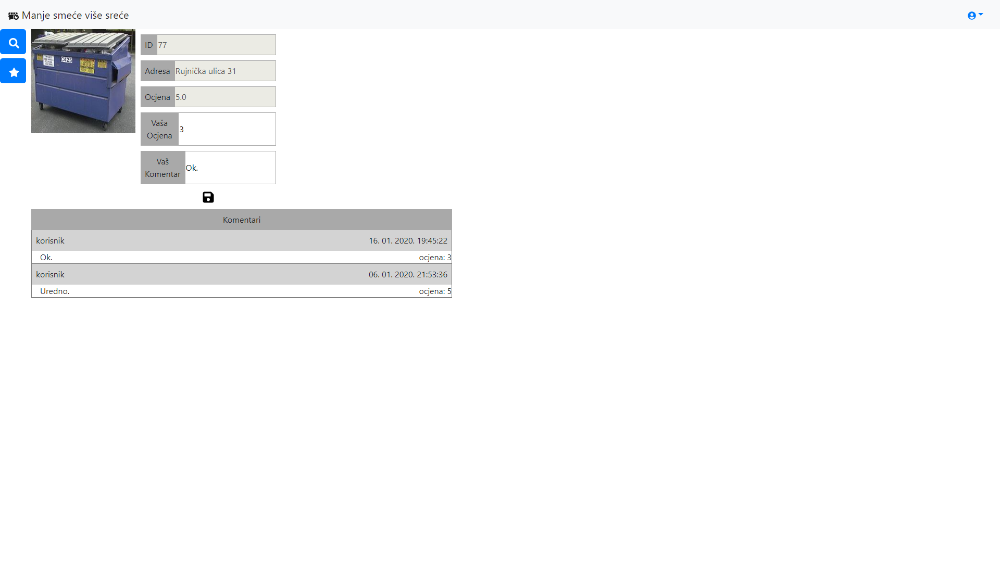 Manje smeće više sreće
C425
ID 77
Adresa Rujnička ulica 31
Ocjena 5.0
Vaša
Ocjena
3
Vaš
Komentar
Ok.
Komentari
korisnik 16. 01. 2020. 19:45:22
Ok. ocjena: 3
korisnik 06. 01. 2020. 21:53:36
Uredno. ocjena: 5